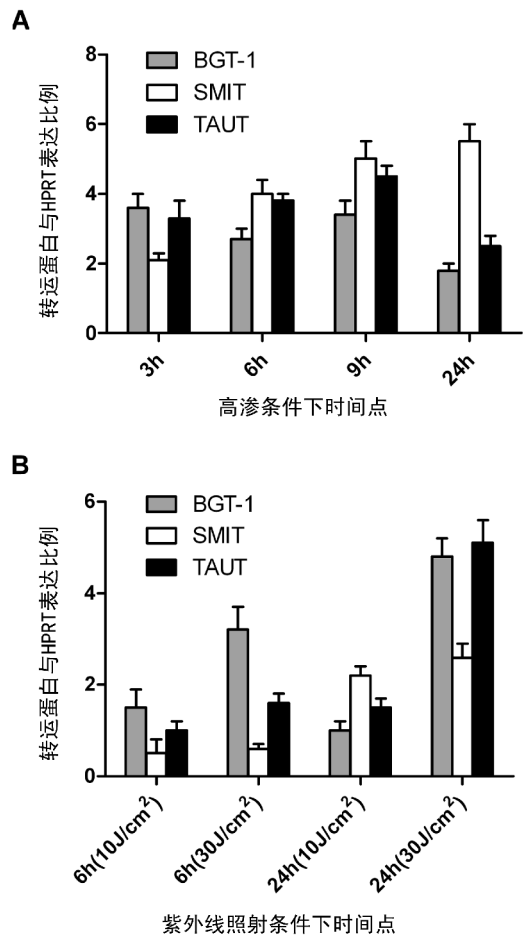 A
8
6
4
2
0
BGT-1
SMIT
TAUT
转运蛋白与HPRT表达比例
3h
6h
9h
24h
高渗条件下时间点
B
6
4
2
0
BGT-1
SMIT
TAUT
转运蛋白与HPRT表达比例
6h(10J/cm²)
6h(30J/cm²)
24h(10J/cm²)
24h(30J/cm²)
紫外线照射条件下时间点